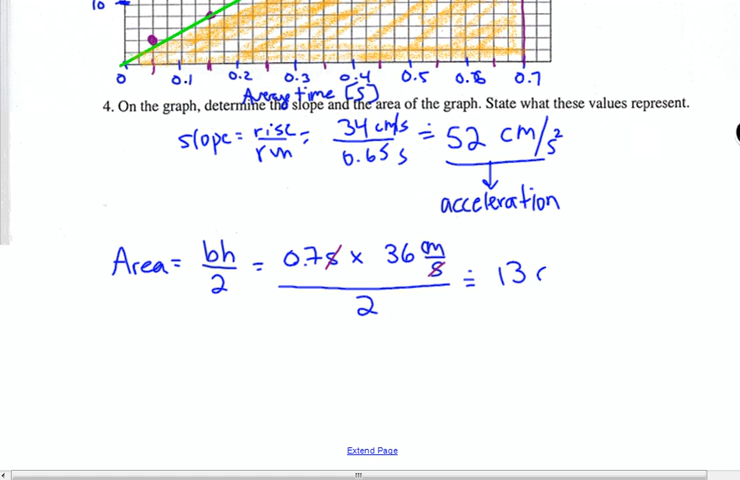 10
0 0.1 0.2 0.3 0.4 0.5 0.6 0.7
Average time [s]
4. On the graph, determine the slope and the area of the graph. State what these values represent.
slope = rise/run = 34 cm/s / 0.65 s ≐ 52 cm/s²
acceleration
Area = bh/2 = 0.7s × 36 cm/s / 2 ≐ 13 c
Extend Page